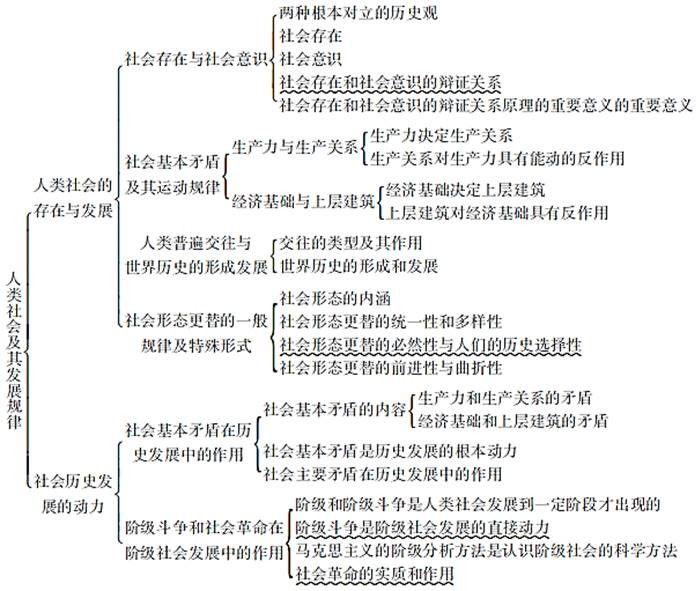 人类社会及其发展规律
人类社会的
存在与发展
社会存在与社会意识
两种根本对立的历史观
社会存在
社会意识
社会存在和社会意识的辩证关系
社会存在和社会意识的辩证关系原理的重要意义的重要意义
社会基本矛盾
及其运动规律
生产力与生产关系
生产力决定生产关系
生产关系对生产力具有能动的反作用
经济基础与上层建筑
经济基础决定上层建筑
上层建筑对经济基础具有反作用
人类普遍交往与
世界历史的形成发展
交往的类型及其作用
世界历史的形成和发展
社会形态更替的一般
规律及特殊形式
社会形态的内涵
社会形态更替的统一性和多样性
社会形态更替的必然性与人们的历史选择性
社会形态更替的前进性与曲折性
社会历史发
展的动力
社会基本矛盾在历
史发展中的作用
社会基本矛盾的内容
生产力和生产关系的矛盾
经济基础和上层建筑的矛盾
社会基本矛盾是历史发展的根本动力
社会主要矛盾在历史发展中的作用
阶级斗争和社会革命在
阶级社会发展中的作用
阶级和阶级斗争是人类社会发展到一定阶段才出现的
阶级斗争是阶级社会发展的直接动力
马克思主义的阶级分析方法是认识阶级社会的科学方法
社会革命的实质和作用